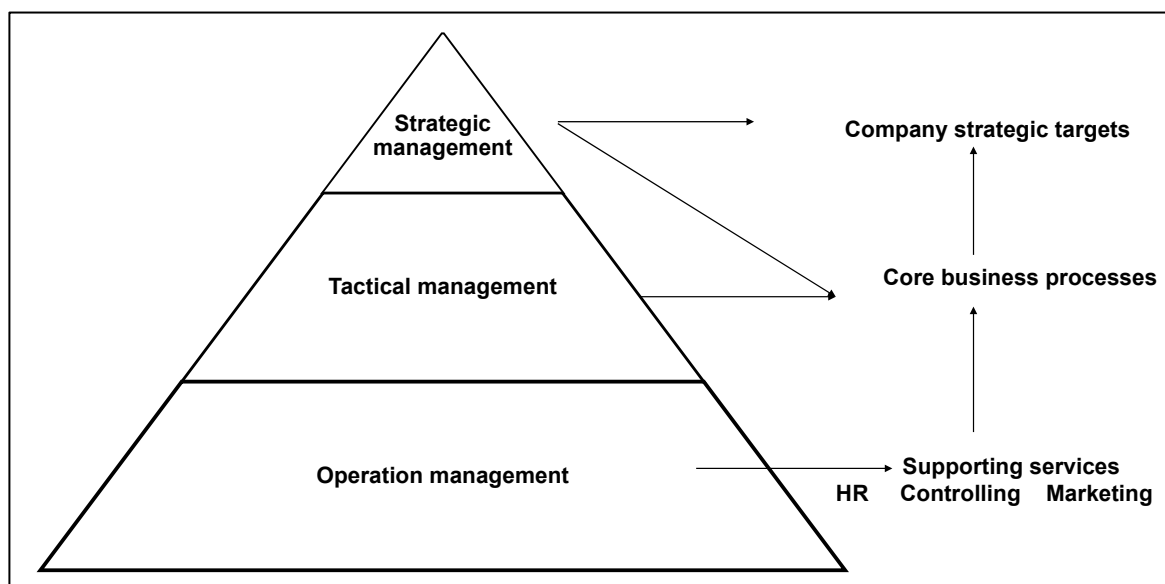 Strategic
management
Company strategic targets
Tactical management
Core business processes
Operation management
Supporting services
HR Controlling Marketing